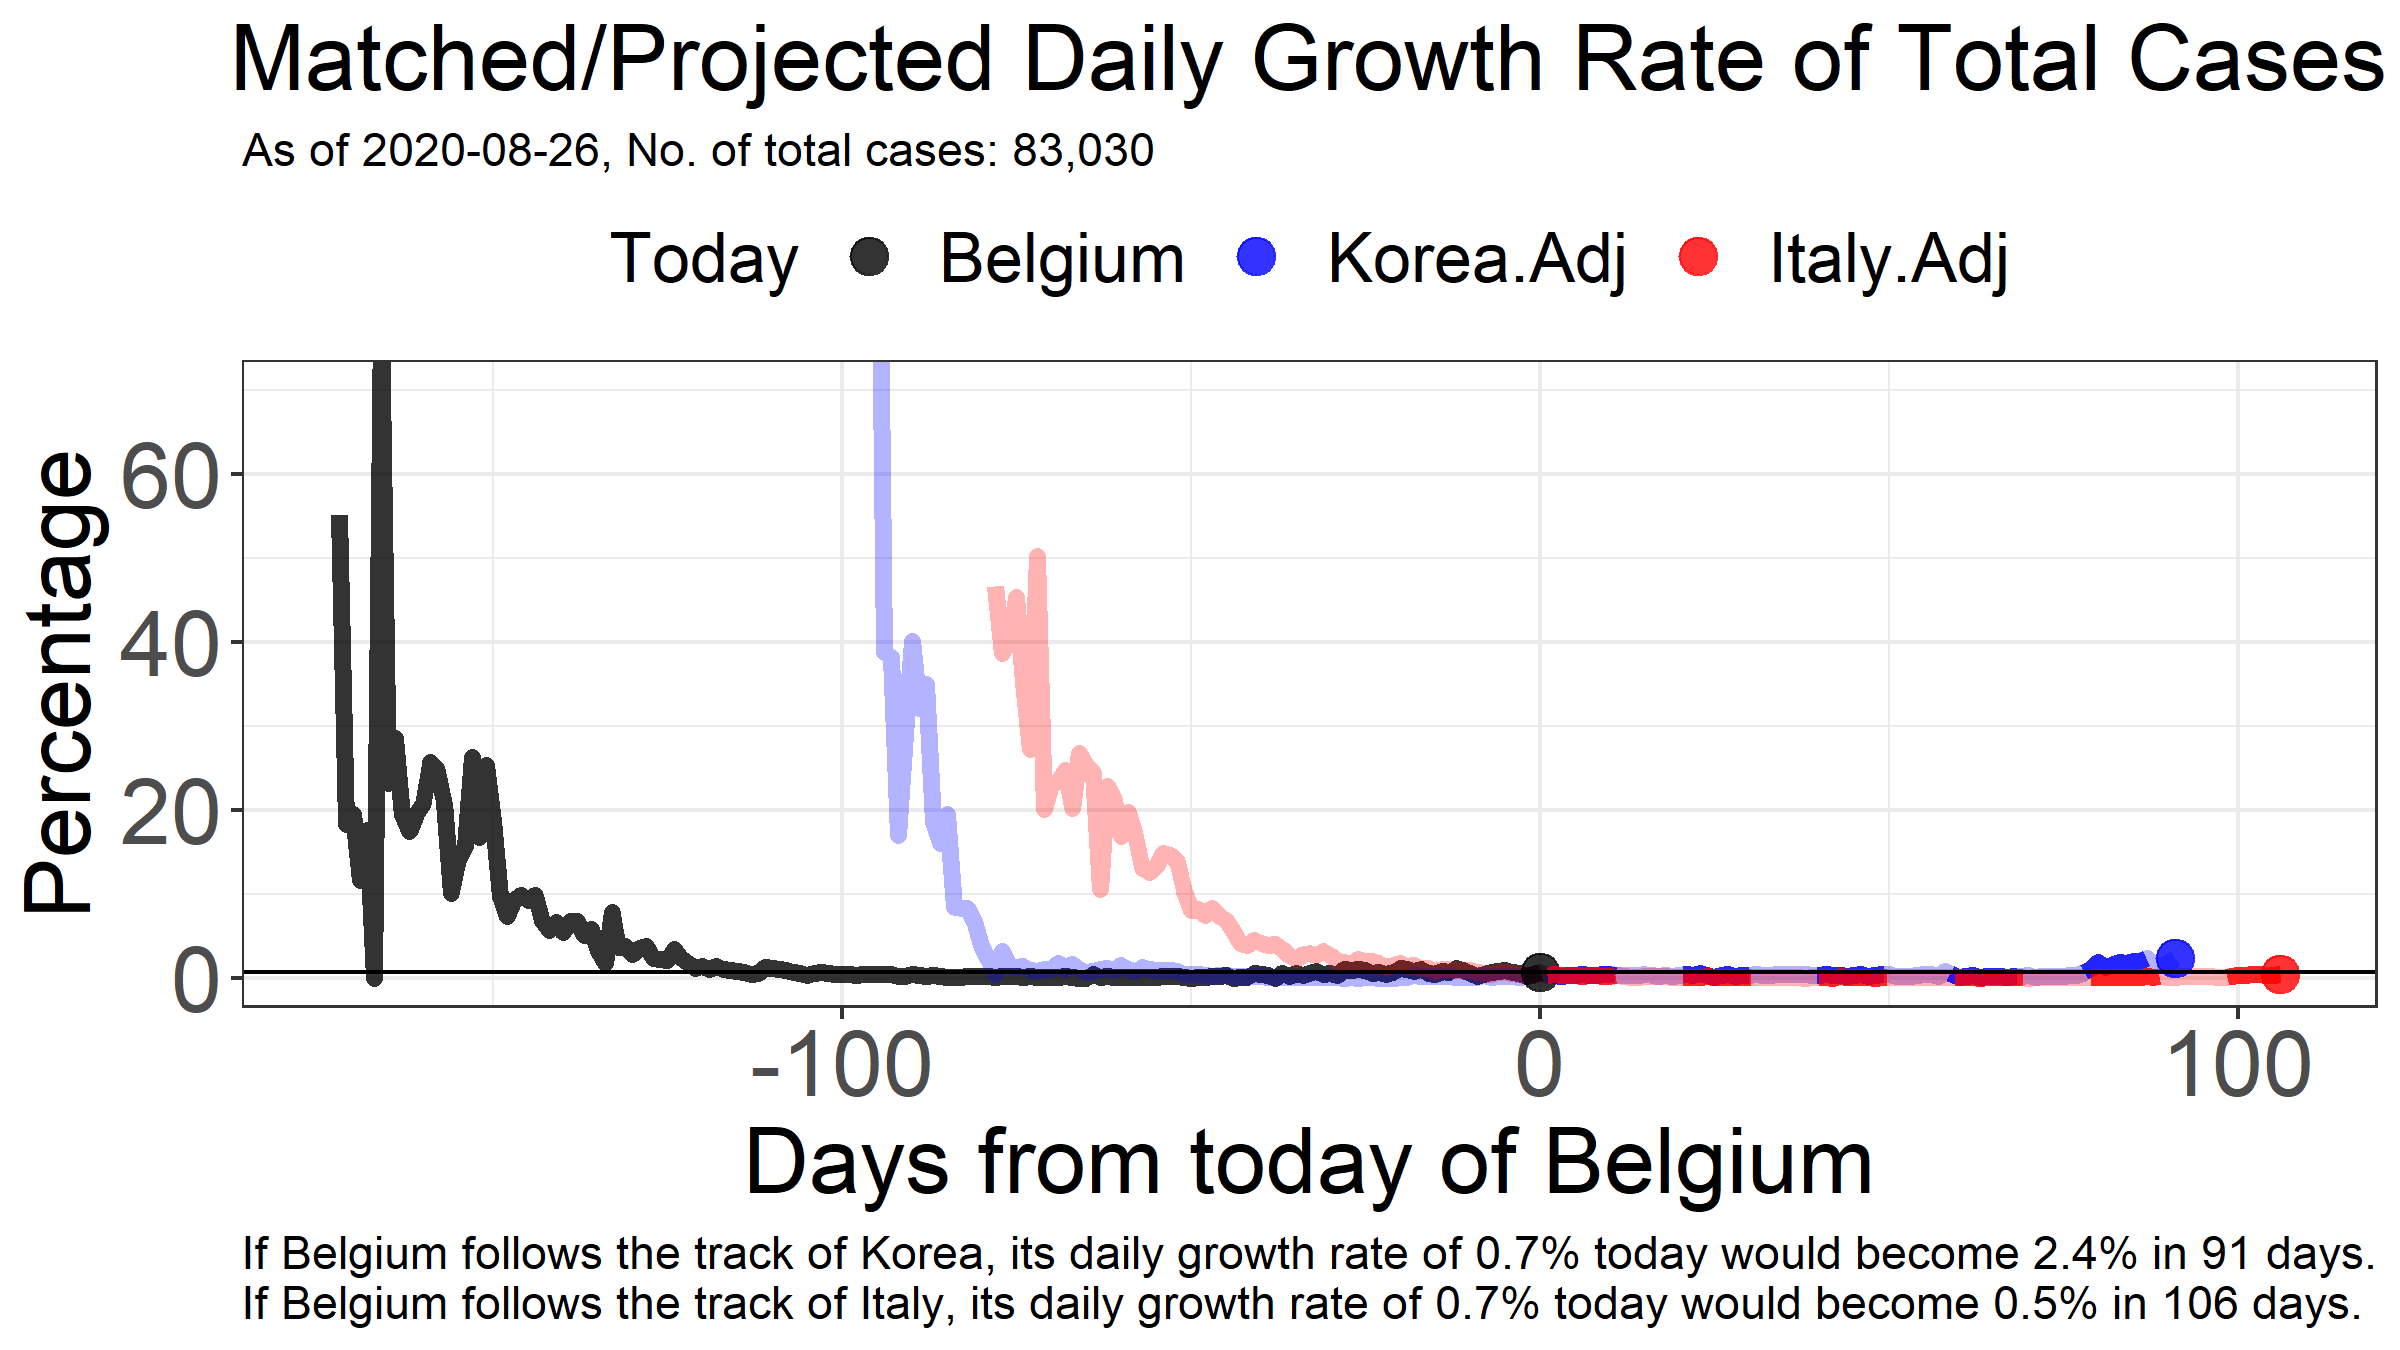 Matched/Projected Daily Growth Rate of Total Cases
As of 2020-08-26, No. of total cases: 83,030
Today Belgium Korea.Adj Italy.Adj
Percentage
60
40
20
0
-100 0 100
Days from today of Belgium
If Belgium follows the track of Korea, its daily growth rate of 0.7% today would become 2.4% in 91 days.
If Belgium follows the track of Italy, its daily growth rate of 0.7% today would become 0.5% in 106 days.